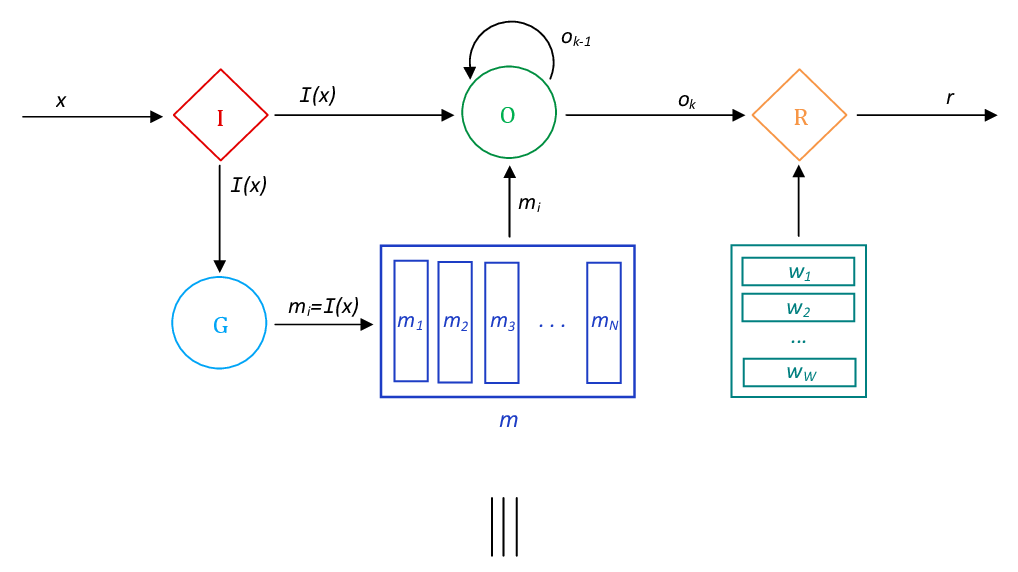 o_{k-1}
x
I(x)
o_k
r
I
O
R
I(x)
m_i
m_i=I(x)
G
m_1
m_2
m_3
...
m_N
w_1
w_2
...
w_W
m